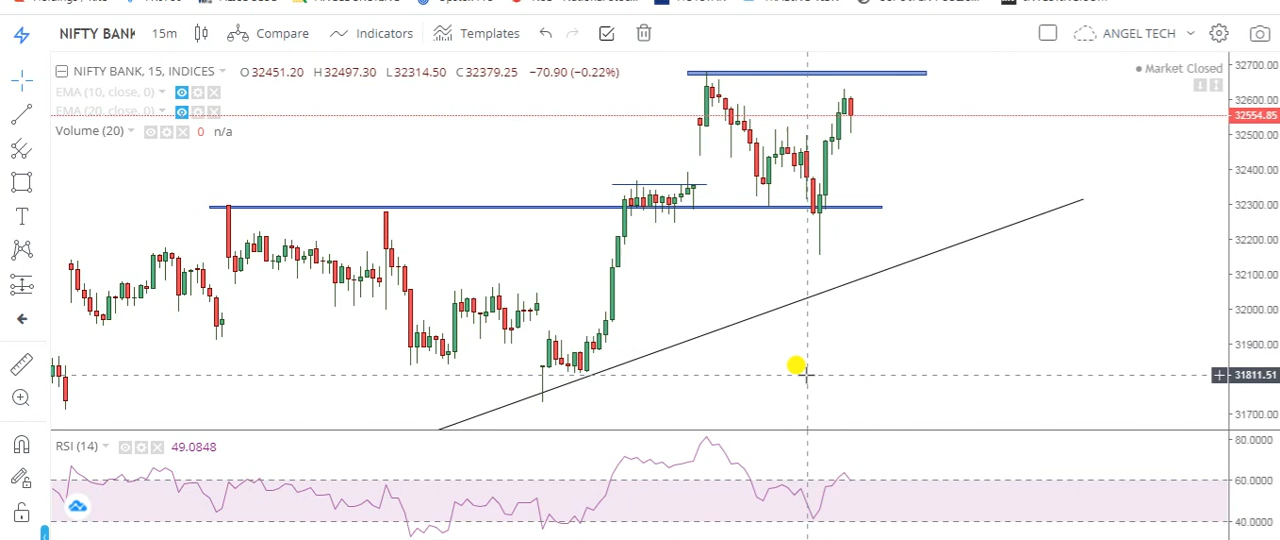 NIFTY BANK 15m Compare Indicators Templates ANGEL TECH
NIFTY BANK, 15, INDICES O 32451.20 H 32497.30 L 32314.50 C 32379.25 −70.90 (−0.22%)
Market Closed
EMA (10, close, 0)
EMA (20, close, 0)
Volume (20) 0 n/a
32700.00
32600.00
32554.85
32500.00
32400.00
32300.00
32200.00
32100.00
32000.00
31900.00
31811.51
31700.00
RSI (14) 49.0848
80.0000
60.0000
40.0000